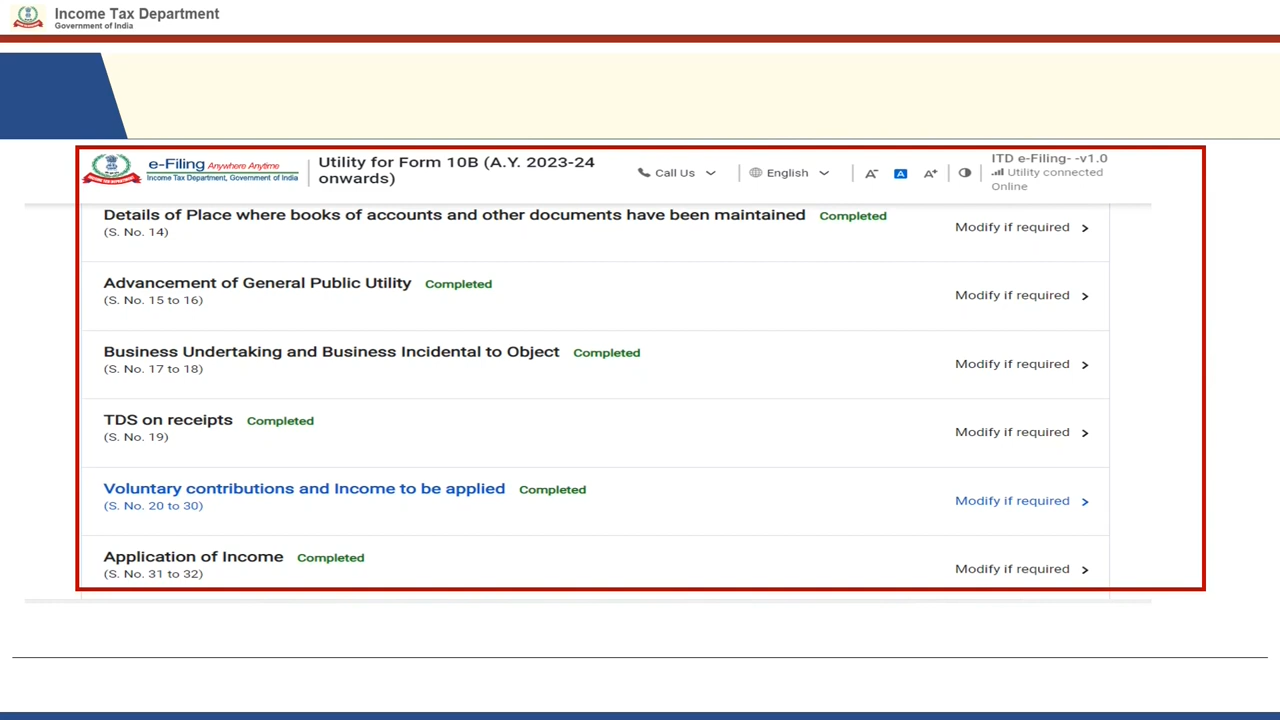 Income Tax Department
Government of India
e-Filing Anywhere Anytime
Income Tax Department, Government of India
Utility for Form 10B (A.Y. 2023-24
onwards)
Call Us
English
A-
A
A+
ITD e-Filing- -v1.0
Utility connected
Online
Details of Place where books of accounts and other documents have been maintained Completed
(S. No. 14)
Modify if required
Advancement of General Public Utility Completed
(S. No. 15 to 16)
Modify if required
Business Undertaking and Business Incidental to Object Completed
(S. No. 17 to 18)
Modify if required
TDS on receipts Completed
(S. No. 19)
Modify if required
Voluntary contributions and Income to be applied Completed
(S. No. 20 to 30)
Modify if required
Application of Income Completed
(S. No. 31 to 32)
Modify if required